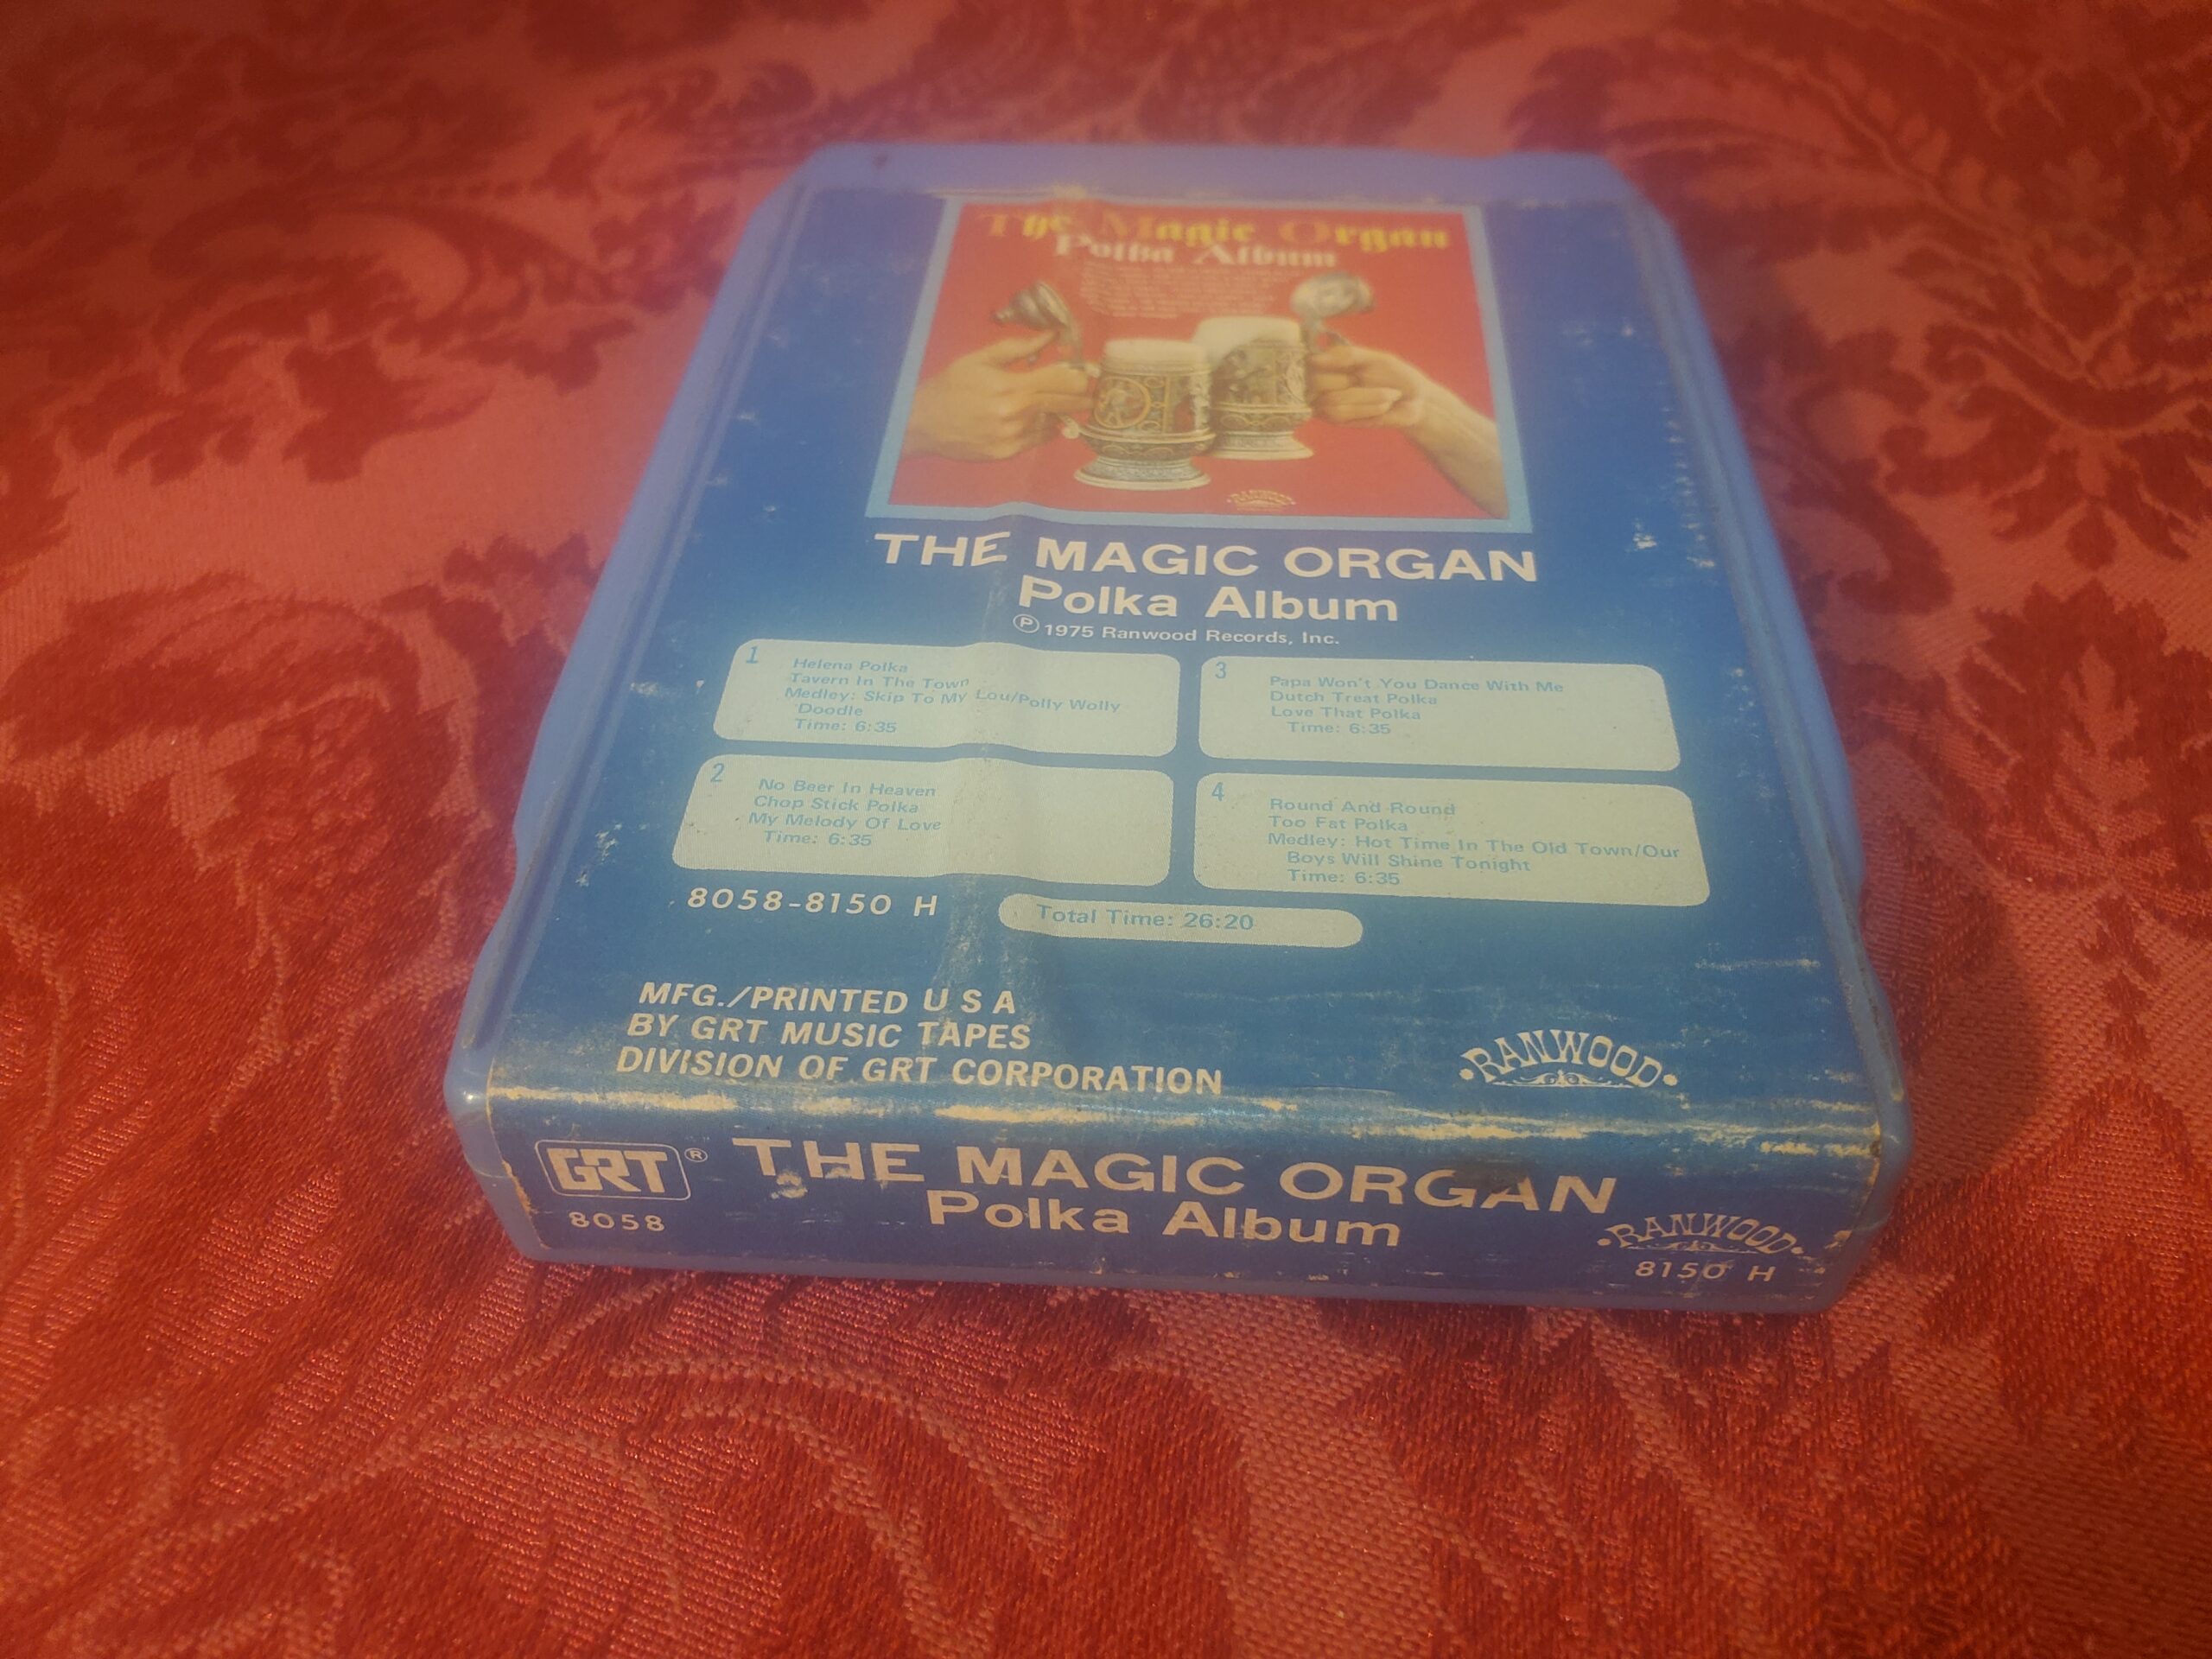 The Magic Organ
Polka Album
RANWOOD
THE MAGIC ORGAN
Polka Album
Ⓟ 1975 Ranwood Records, Inc.
1
Helena Polka
Tavern In The Town
Medley: Skip To My Lou/Polly Wolly
Doodle
Time: 6:35
2
No Beer In Heaven
Chop Stick Polka
My Melody Of Love
Time: 6:35
3
Papa Won't You Dance With Me
Dutch Treat Polka
Love That Polka
Time: 6:35
4
Round And Round
Too Fat Polka
Medley: Hot Time In The Old Town/Our
Boys Will Shine Tonight
Time: 6:35
8058-8150 H
Total Time: 26:20
MFG./PRINTED U S A
BY GRT MUSIC TAPES
DIVISION OF GRT CORPORATION
•RANWOOD•
GRT®
8058
THE MAGIC ORGAN
Polka Album
•RANWOOD•
8150 H